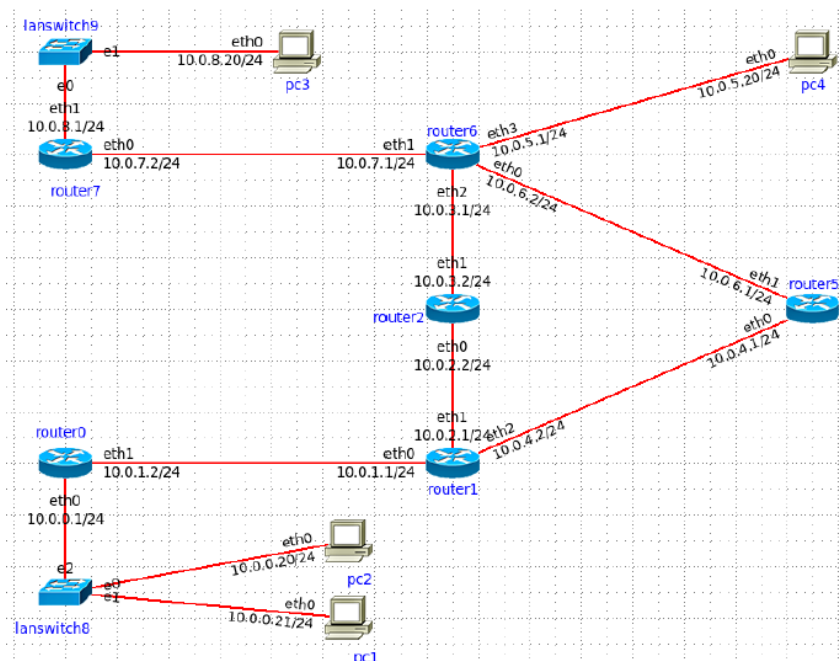 lanswitch9
e1
eth0
10.0.8.20/24
pc3
e0
eth1
10.0.8.1/24
eth0
10.0.7.2/24
router7
eth0
10.0.5.20/24
pc4
router6
eth3
10.0.5.1/24
eth1
10.0.7.1/24
eth0
10.0.6.2/24
eth2
10.0.3.1/24
eth1
10.0.3.2/24
router2
eth0
10.0.2.2/24
eth1
10.0.6.1/24
router5
eth0
10.0.4.1/24
eth1
10.0.2.1/24
eth2
10.0.4.2/24
router0
eth1
10.0.1.2/24
eth0
10.0.1.1/24
router1
eth0
10.0.0.1/24
e2
e0
e1
lanswitch8
eth0
10.0.0.20/24
pc2
eth0
10.0.0.21/24
pc1